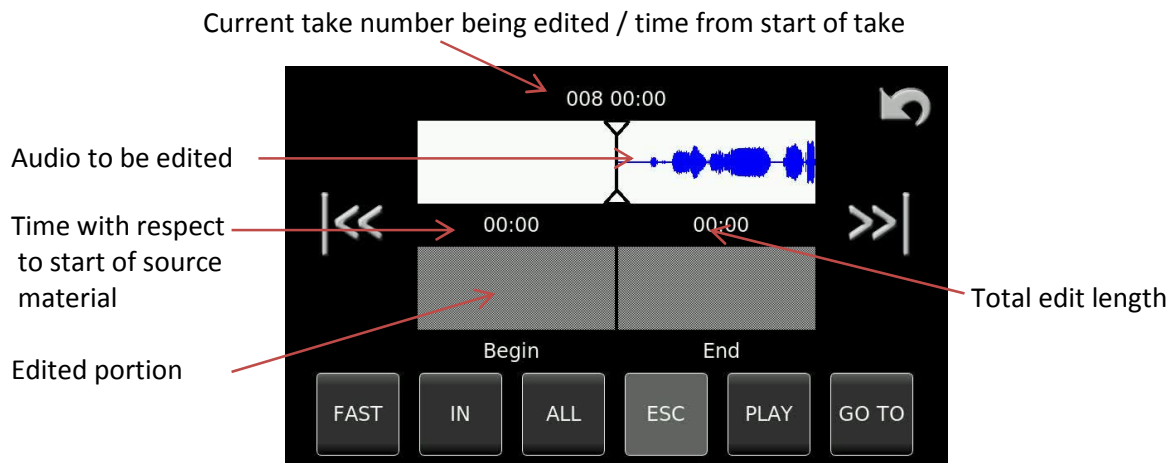 Current take number being edited / time from start of take
008 00:00
Audio to be edited
Time with respect
to start of source
material
00:00
00:00
Total edit length
Edited portion
Begin
End
FAST
IN
ALL
ESC
PLAY
GO TO